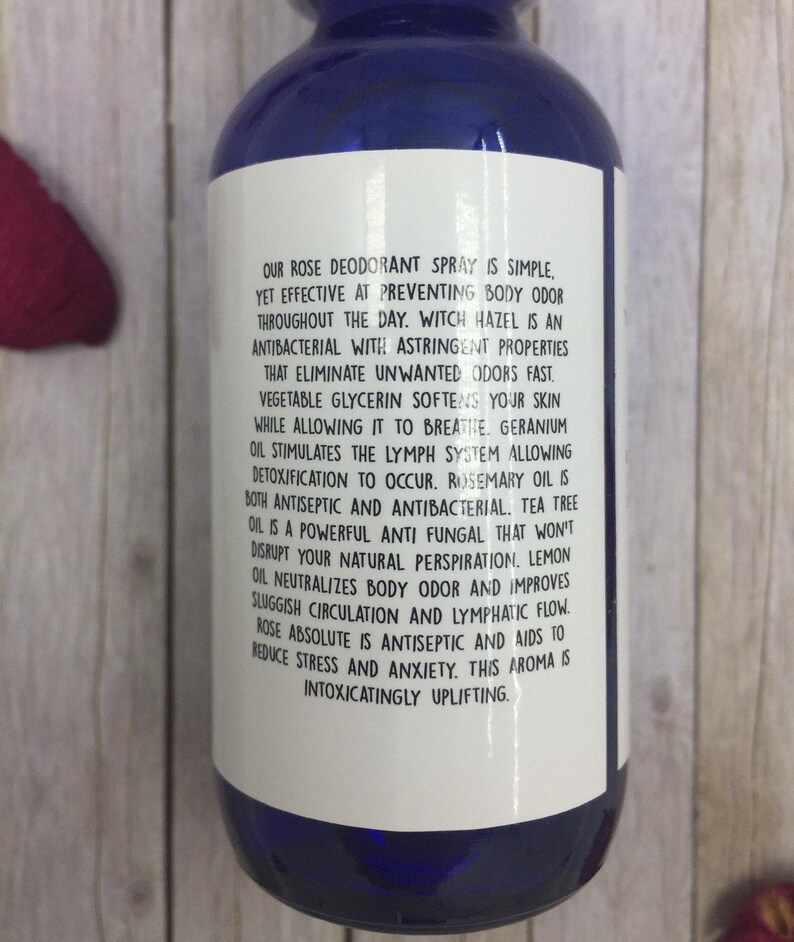 OUR ROSE DEODORANT SPRAY IS SIMPLE,
YET EFFECTIVE AT PREVENTING BODY ODOR
THROUGHOUT THE DAY. WITCH HAZEL IS AN
ANTIBACTERIAL WITH ASTRINGENT PROPERTIES
THAT ELIMINATE UNWANTED ODORS FAST.
VEGETABLE GLYCERIN SOFTENS YOUR SKIN
WHILE ALLOWING IT TO BREATHE. GERANIUM
OIL STIMULATES THE LYMPH SYSTEM ALLOWING
DETOXIFICATION TO OCCUR. ROSEMARY OIL IS
BOTH ANTISEPTIC AND ANTIBACTERIAL. TEA TREE
OIL IS A POWERFUL ANTI FUNGAL THAT WON'T
DISRUPT YOUR NATURAL PERSPIRATION. LEMON
OIL NEUTRALIZES BODY ODOR AND IMPROVES
SLUGGISH CIRCULATION AND LYMPHATIC FLOW.
ROSE ABSOLUTE IS ANTISEPTIC AND AIDS TO
REDUCE STRESS AND ANXIETY. THIS AROMA IS
INTOXICATINGLY UPLIFTING.